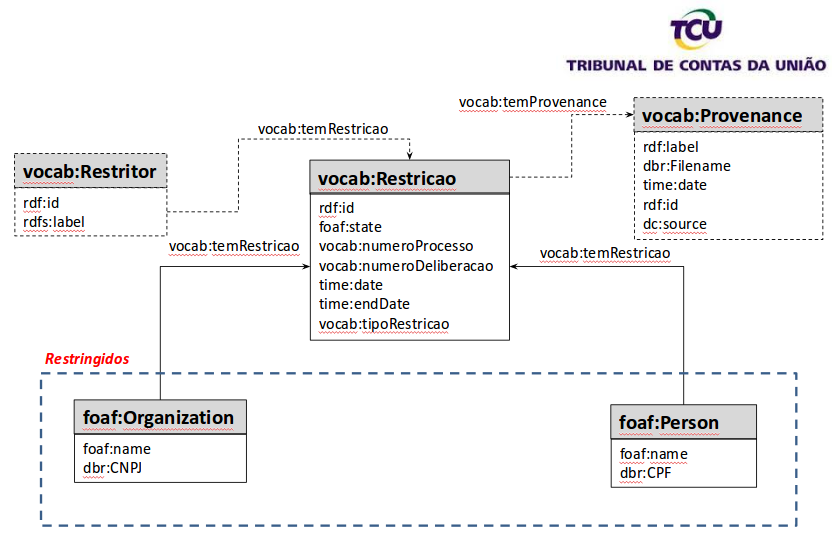 TCU
TRIBUNAL DE CONTAS DA UNIÃO
vocab:temProvenance
vocab:Provenance
rdf:label
dbr:Filename
time:date
rdf:id
dc:source
vocab:temRestricao
vocab:Restritor
rdf:id
rdfs:label
vocab:Restricao
rdf:id
foaf:state
vocab:numeroProcesso
vocab:numeroDeliberacao
time:date
time:endDate
vocab:tipoRestricao
vocab:temRestricao
vocab:temRestricao
Restringidos
foaf:Organization
foaf:name
dbr:CNPJ
foaf:Person
foaf:name
dbr:CPF